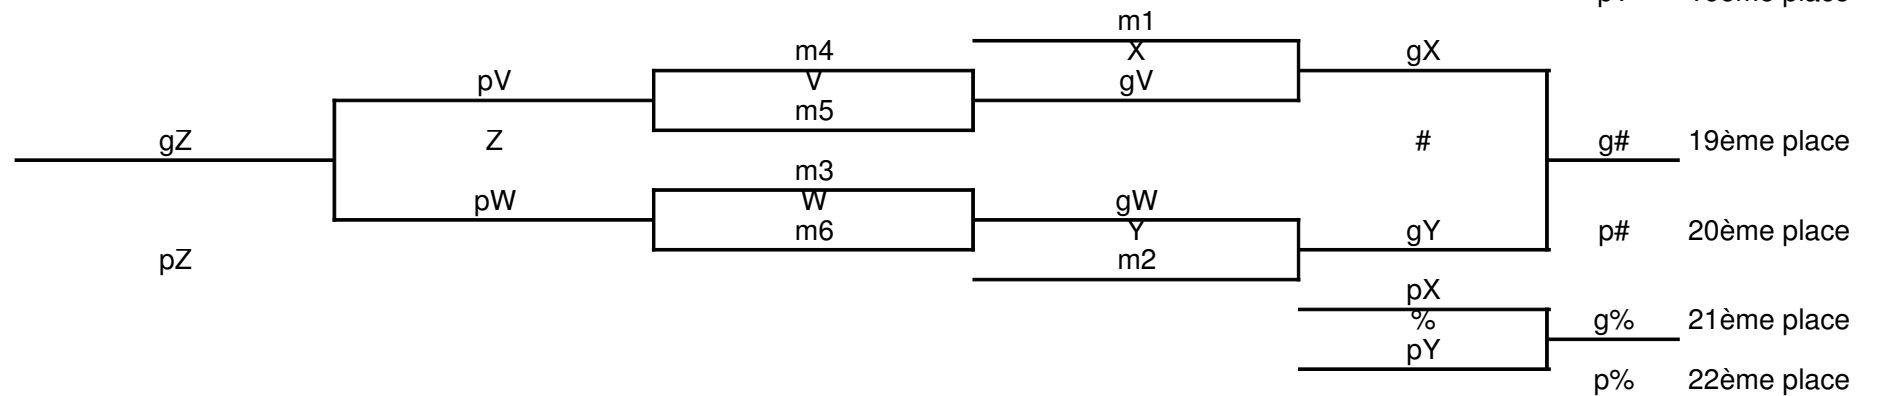 m1
m4 X gX
pV V gV
m5
gZ Z # g# 19ème place
m3
pW W gW
m6 Y gY p# 20ème place
pZ m2
pX
% g% 21ème place
pY
p% 22ème place